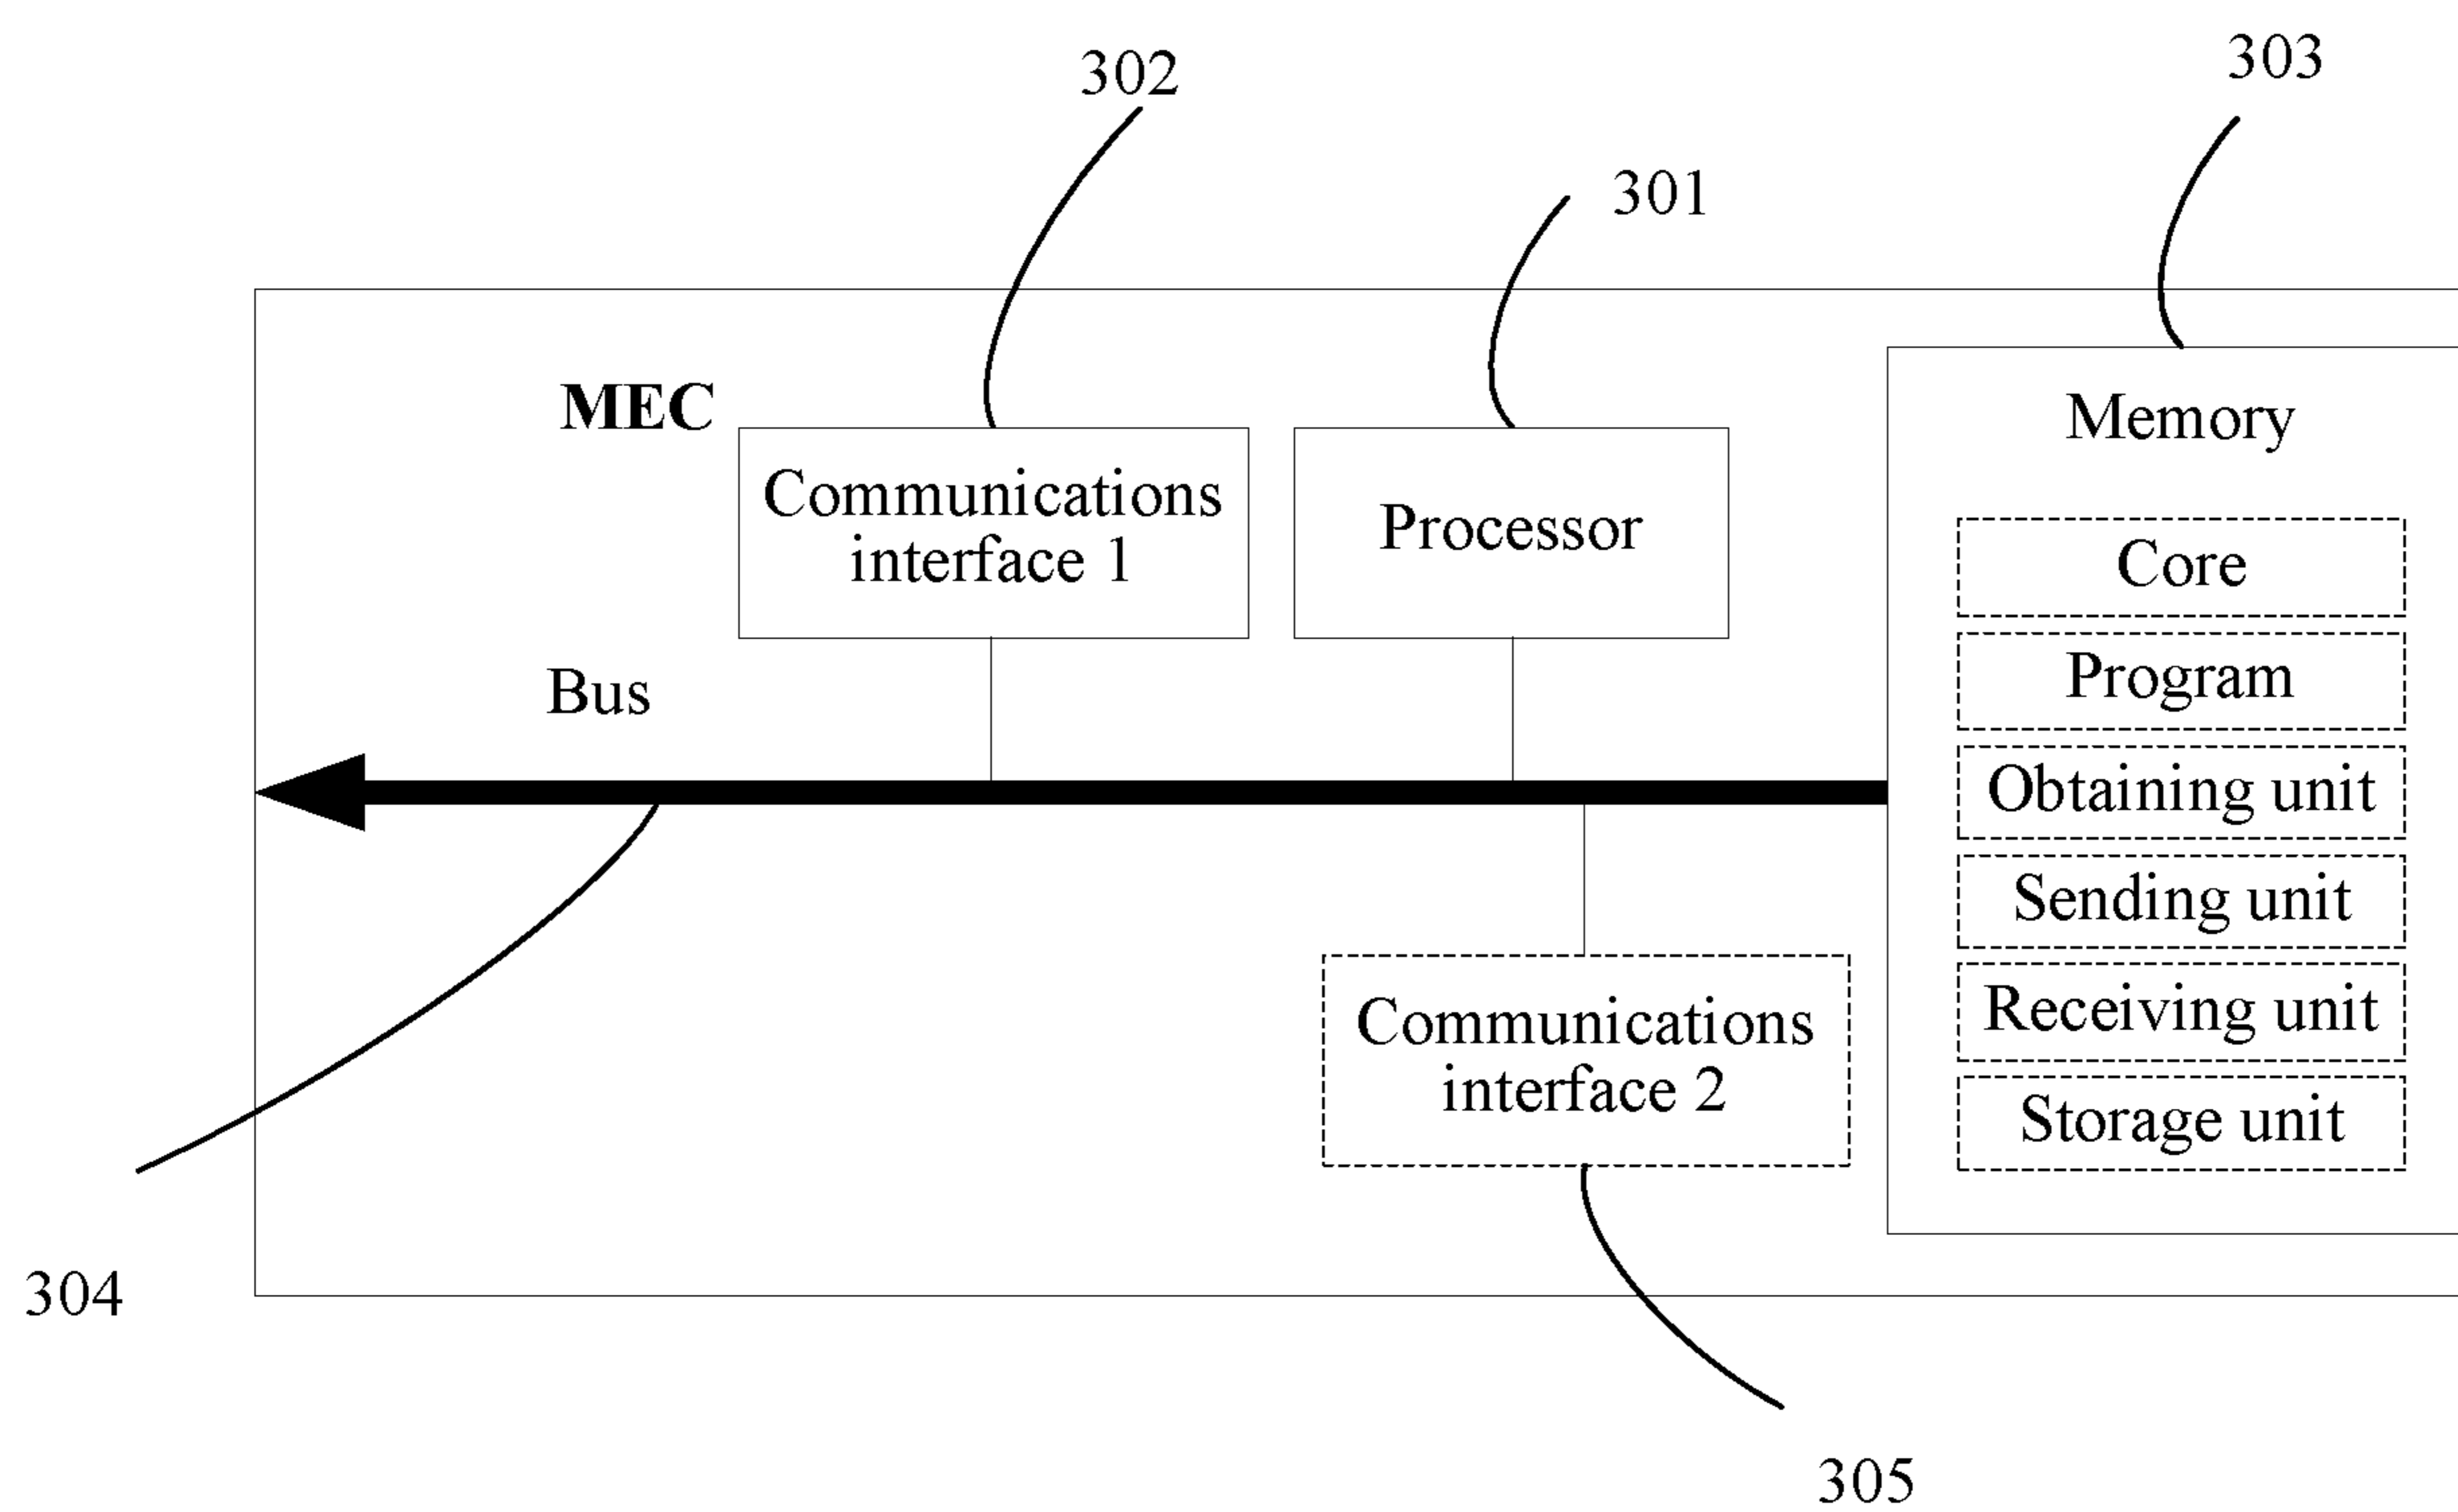 303
302
301
MEC
Memory
Communications
interface 1
Processor
Core
Program
Bus
Obtaining unit
Sending unit
Communications
interface 2
Receiving unit
Storage unit
304
305